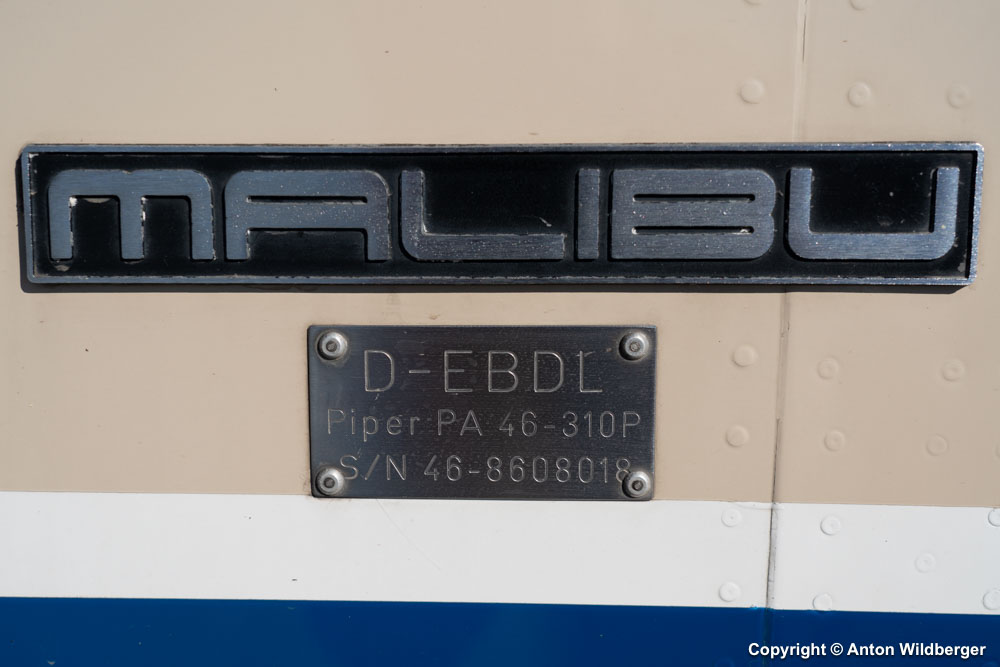 MALIBU
D-EBDL
Piper PA 46-310P
S/N 46-8608018
Copyright © Anton Wildberger